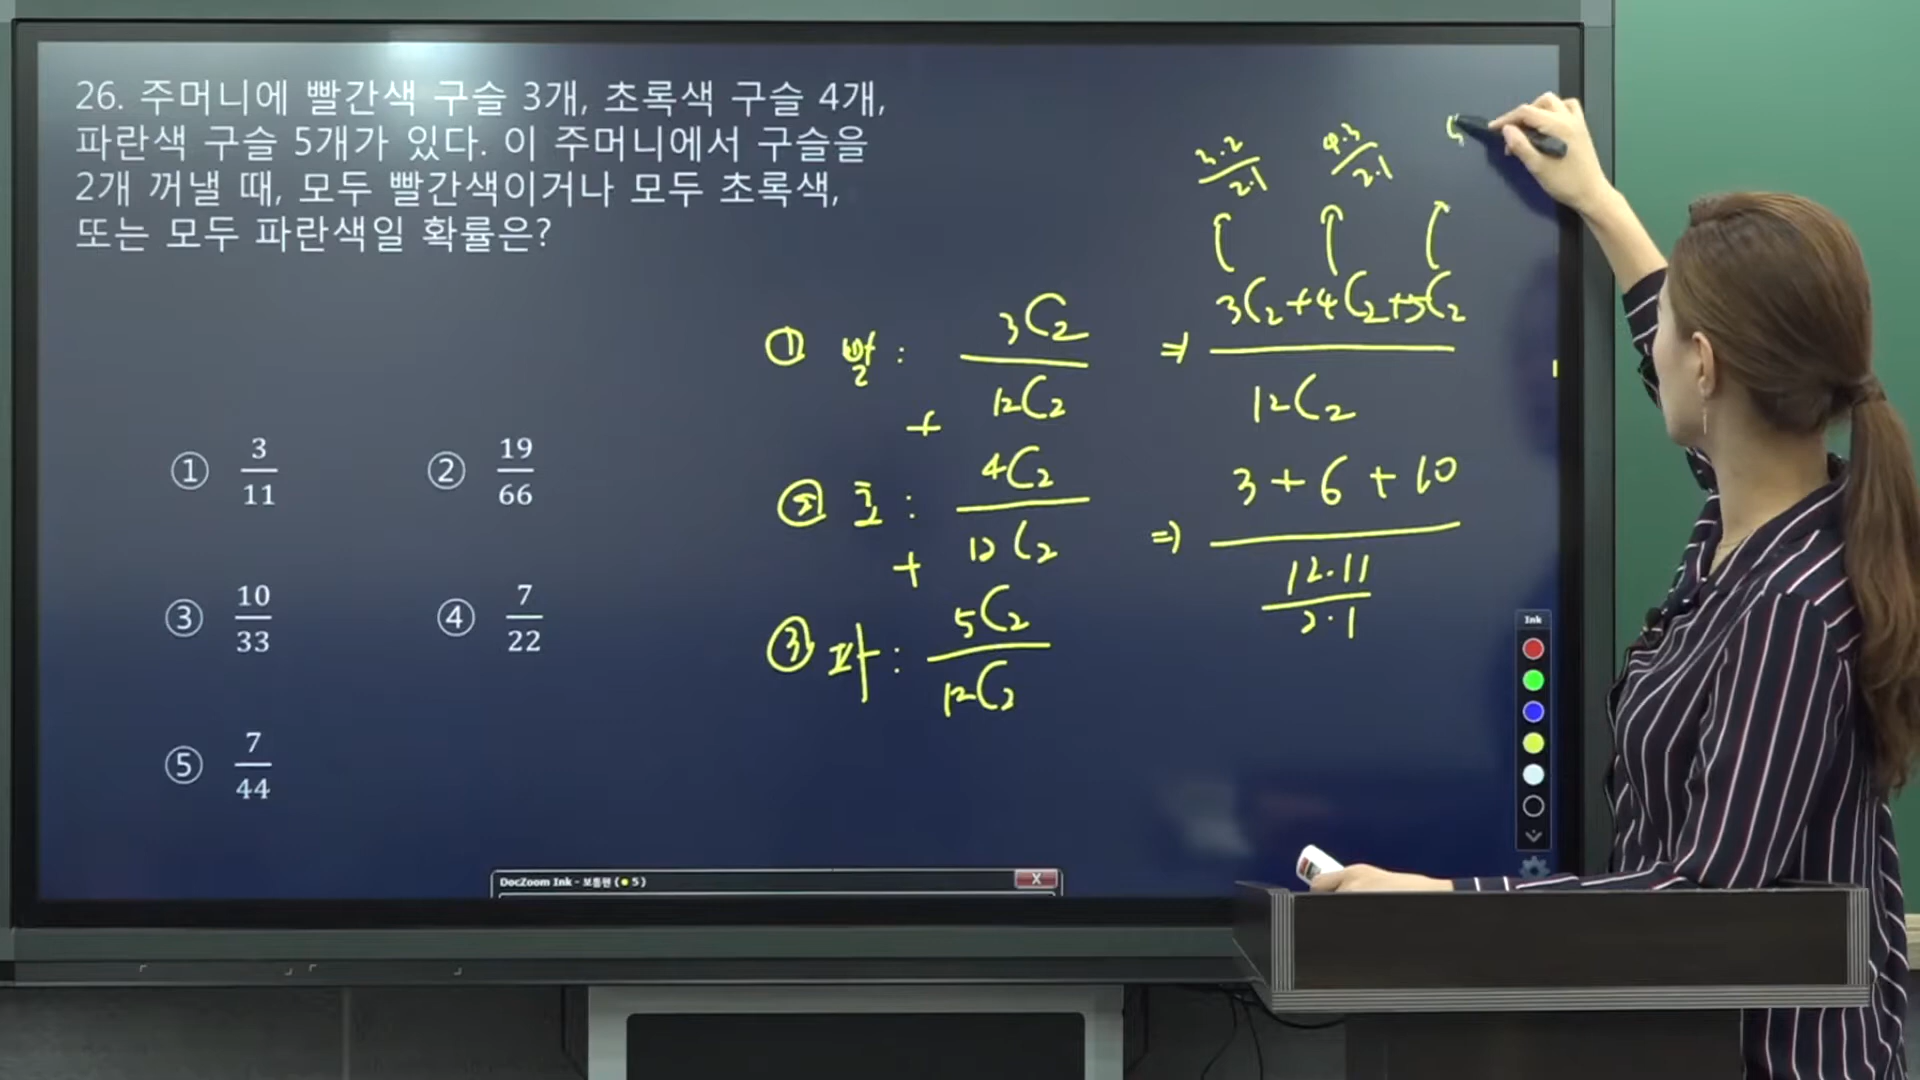 26. 주머니에 빨간색 구슬 3개, 초록색 구슬 4개,
파란색 구슬 5개가 있다. 이 주머니에서 구슬을
2개 꺼낼 때, 모두 빨간색이거나 모두 초록색,
또는 모두 파란색일 확률은?
① 3/11 ② 19/66
③ 10/33 ④ 7/22
⑤ 7/44
① 빨 : 3C2/12C2
+
② 초 : 4C2/12C2
+
③ 파 : 5C2/12C2
3·2/2·1 4·3/2·1
⇒ 3C2+4C2+5C2/12C2
⇒ 3+6+10/(12·11/2·1)
Ink
DocZoom Ink - 보통펜 (●5) X